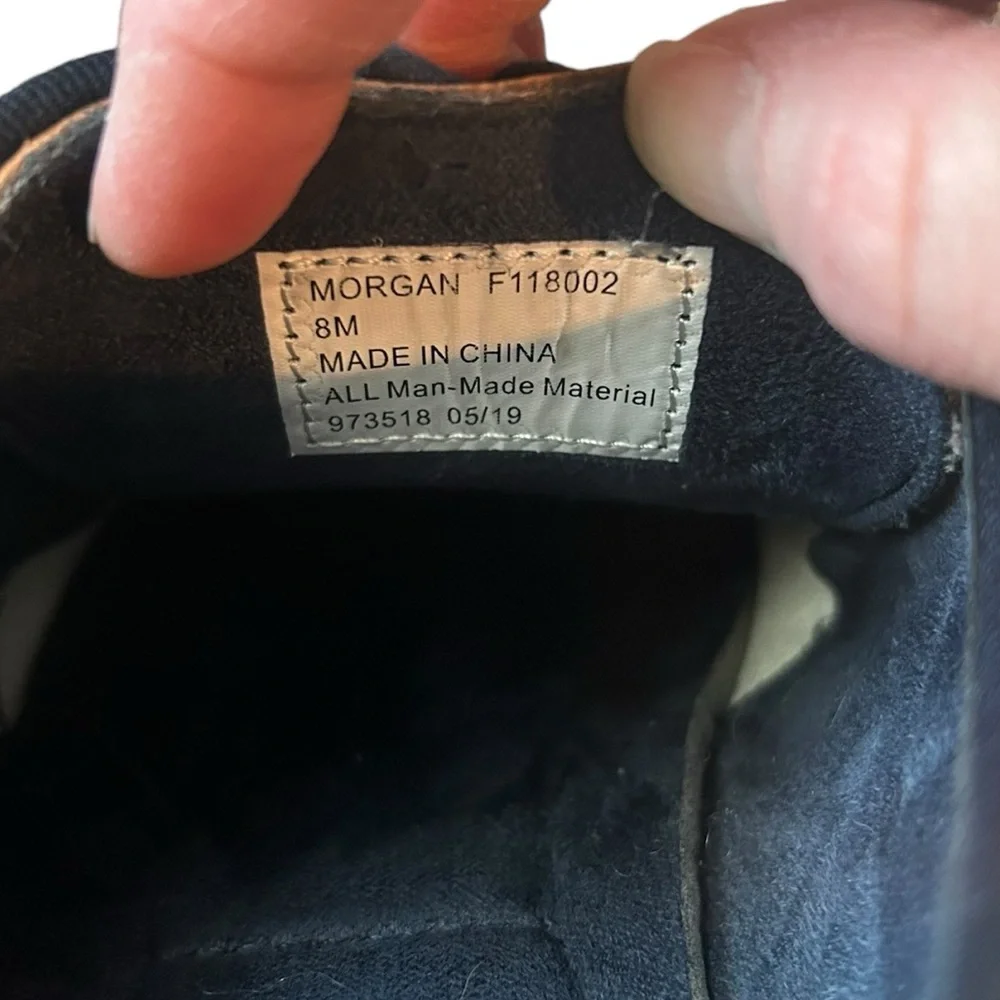 MORGAN F118002
8M
MADE IN CHINA
ALL Man-Made Material
973518 05/19